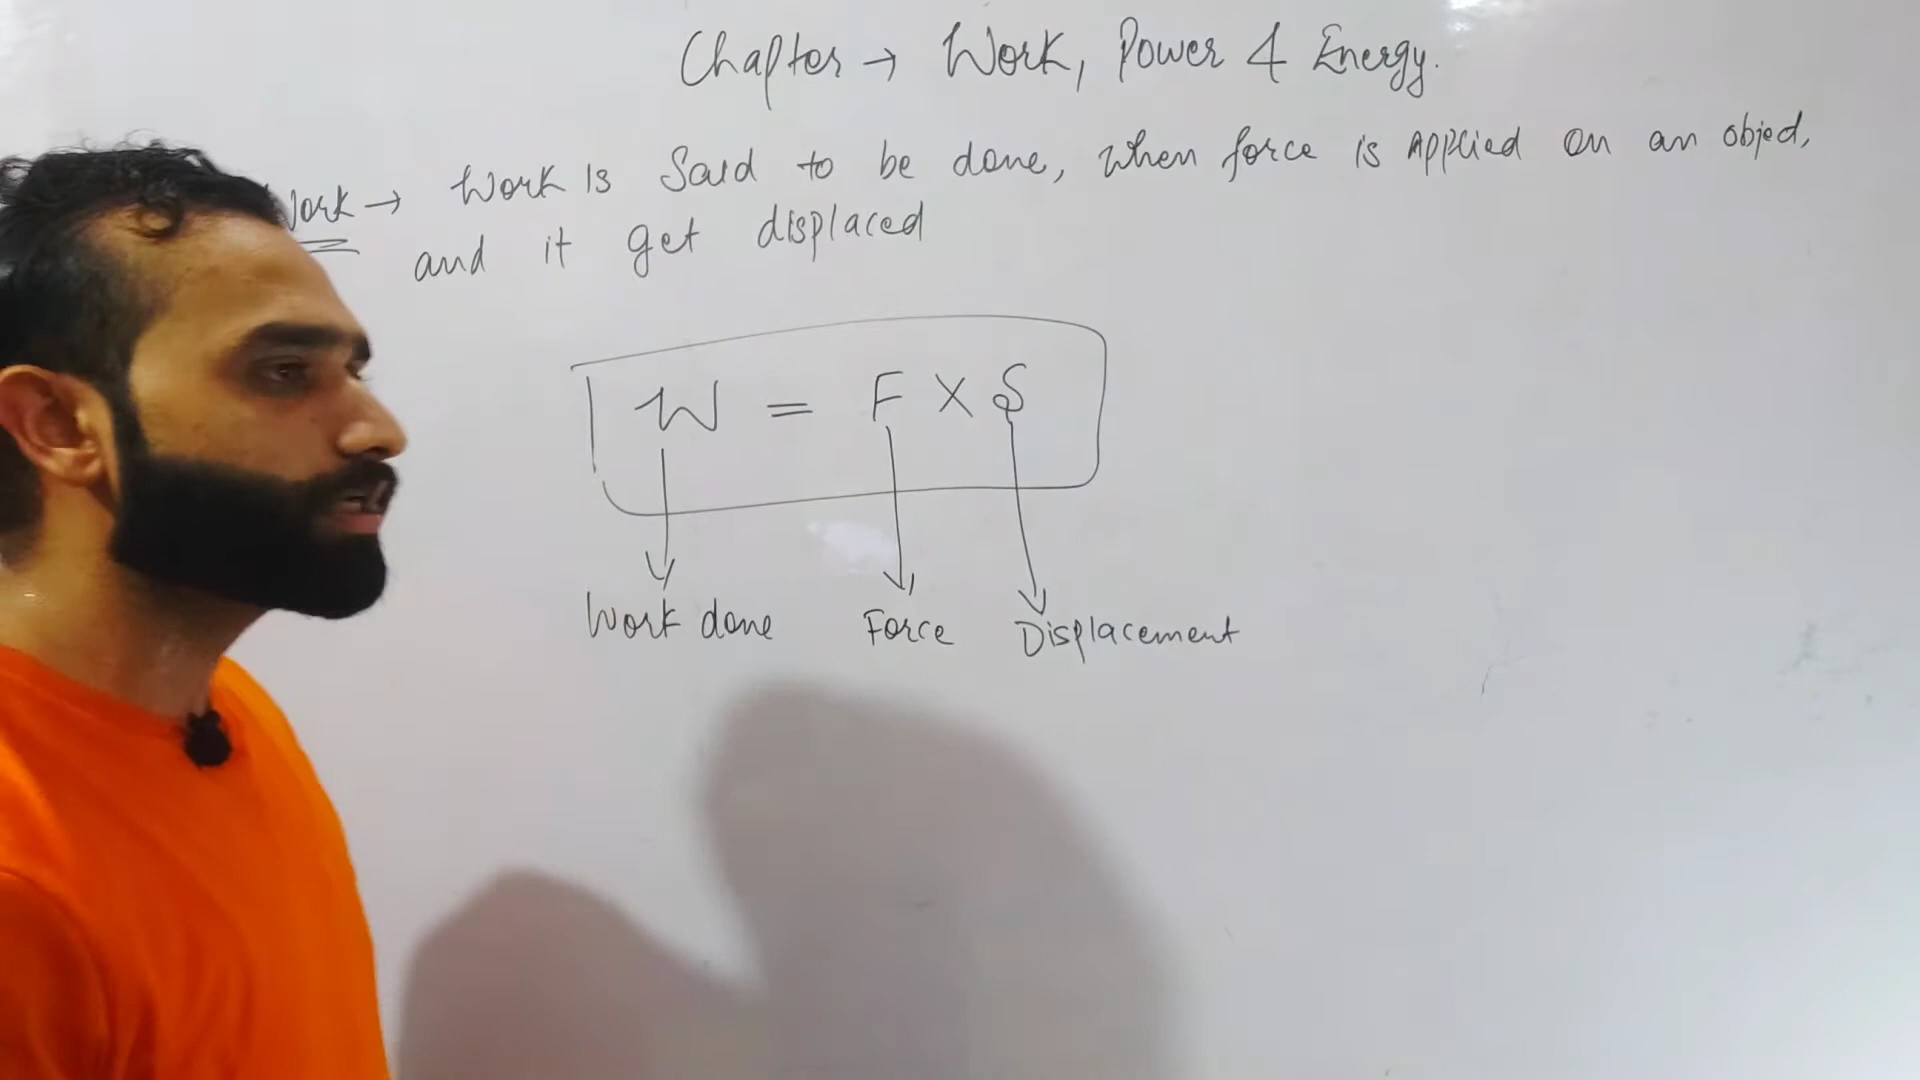 Chapter → Work, Power & Energy.
Work → Work is Said to be done, when force is Applied on an object,
and it get displaced
W = F × S
Work done Force Displacement